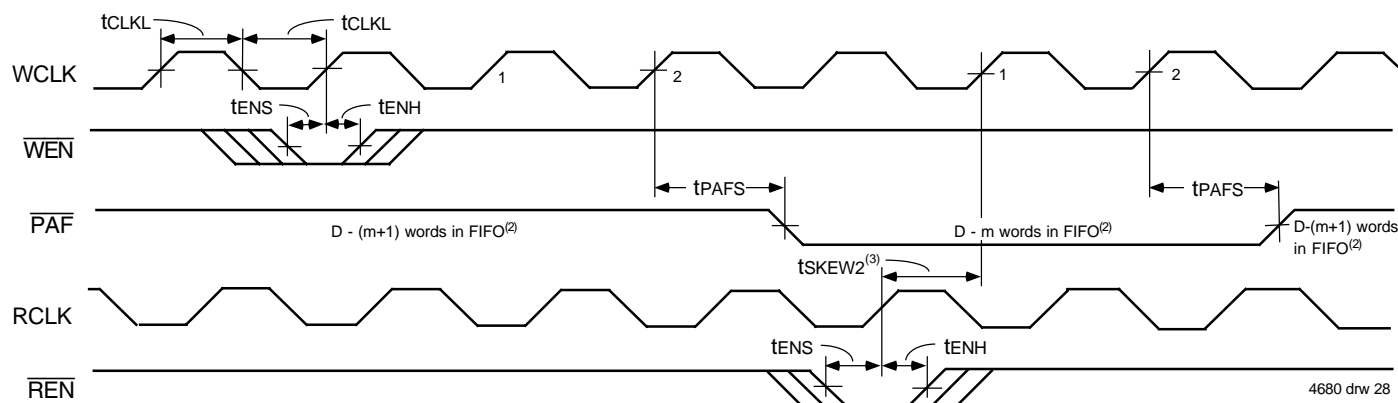 tCLKL tCLKL
WCLK 1 2 1 2
tENS tENH
WEN
tPAFS tPAFS
PAF
D - (m+1) words in FIFO(2) D - m words in FIFO(2) D-(m+1) words
in FIFO(2)
tSKEW2(3)
RCLK
tENS tENH
REN
4680 drw 28